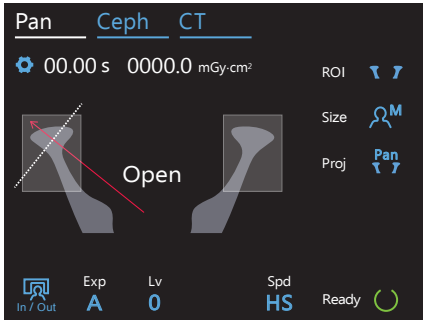 Pan Ceph CT
00.00 s 0000.0 mGy·cm²
ROI
Size M
Open
Proj Pan
In / Out
Exp
A
Lv
0
Spd
HS
Ready